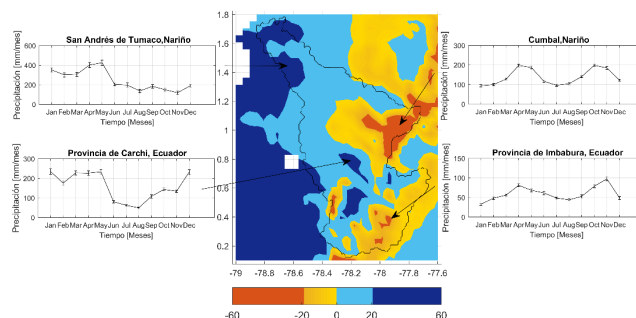 San Andrés de Tumaco,Nariño
Precipitación [mm/mes]
600
400
200
0
Jan Feb Mar Apr May Jun Jul Aug Sep Oct Nov Dec
Tiempo [Meses]
Provincia de Carchi, Ecuador
Precipitación [mm/mes]
300
200
100
0
Jan Feb Mar Apr May Jun Jul Aug Sep Oct Nov Dec
Tiempo [Meses]
1.8
1.6
1.4
1.2
1
0.8
0.6
0.4
0.2
-79 -78.8 -78.6 -78.4 -78.2 -78 -77.8 -77.6
-60 -20 0 20 60
Cumbal,Nariño
Precipitación [mm/mes]
300
200
100
0
Jan Feb Mar Apr May Jun Jul Aug Sep Oct Nov Dec
Tiempo [Meses]
Provincia de Imbabura, Ecuador
Precipitación [mm/mes]
150
100
50
0
Jan Feb Mar Apr May Jun Jul Aug Sep Oct Nov Dec
Tiempo [Meses]